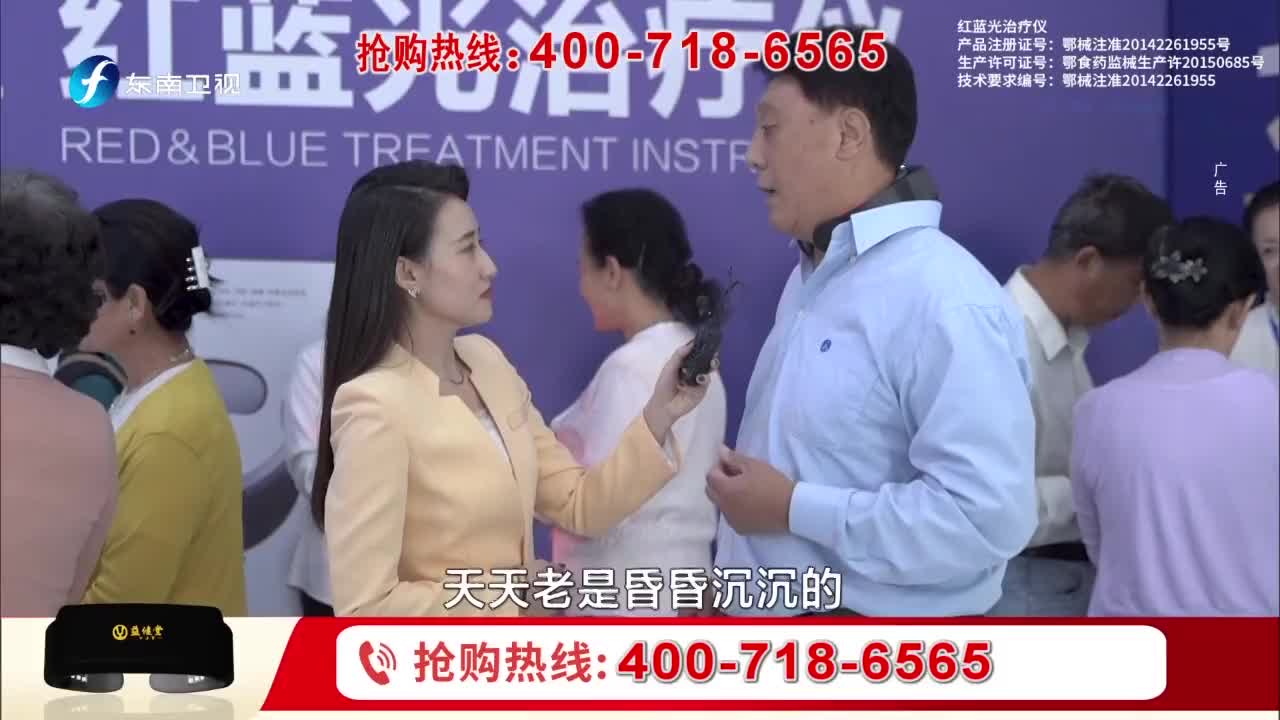 红蓝光治疗仪
抢购热线:400-718-6565
东南卫视
RED&BLUE TREATMENT INSTR
红蓝光治疗仪
产品注册证号：鄂械注准20142261955号
生产许可证号：鄂食药监械生产许20150685号
技术要求编号：鄂械注准20142261955
广告
天天老是昏昏沉沉的
益健堂
抢购热线:400-718-6565